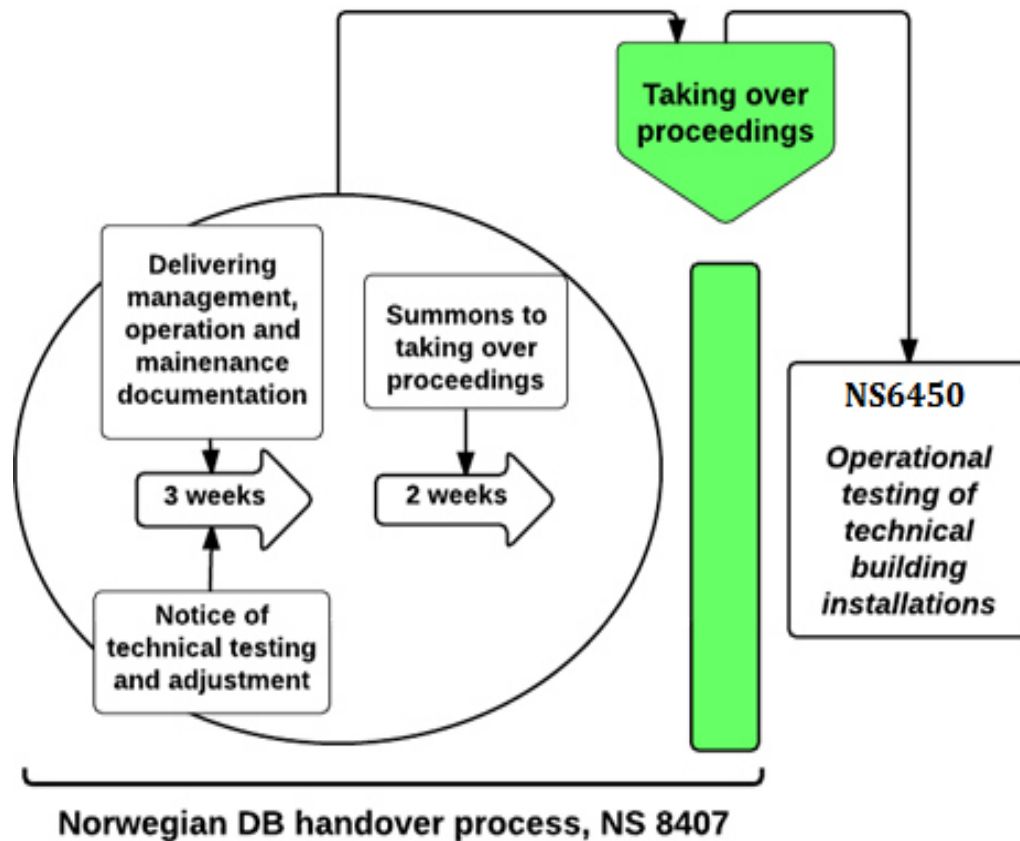 Taking over
proceedings
Delivering
management,
operation and
mainenance
documentation
Summons to
taking over
proceedings
3 weeks
2 weeks
Notice of
technical testing
and adjustment
NS6450
Operational
testing of
technical
building
installations
Norwegian DB handover process, NS 8407